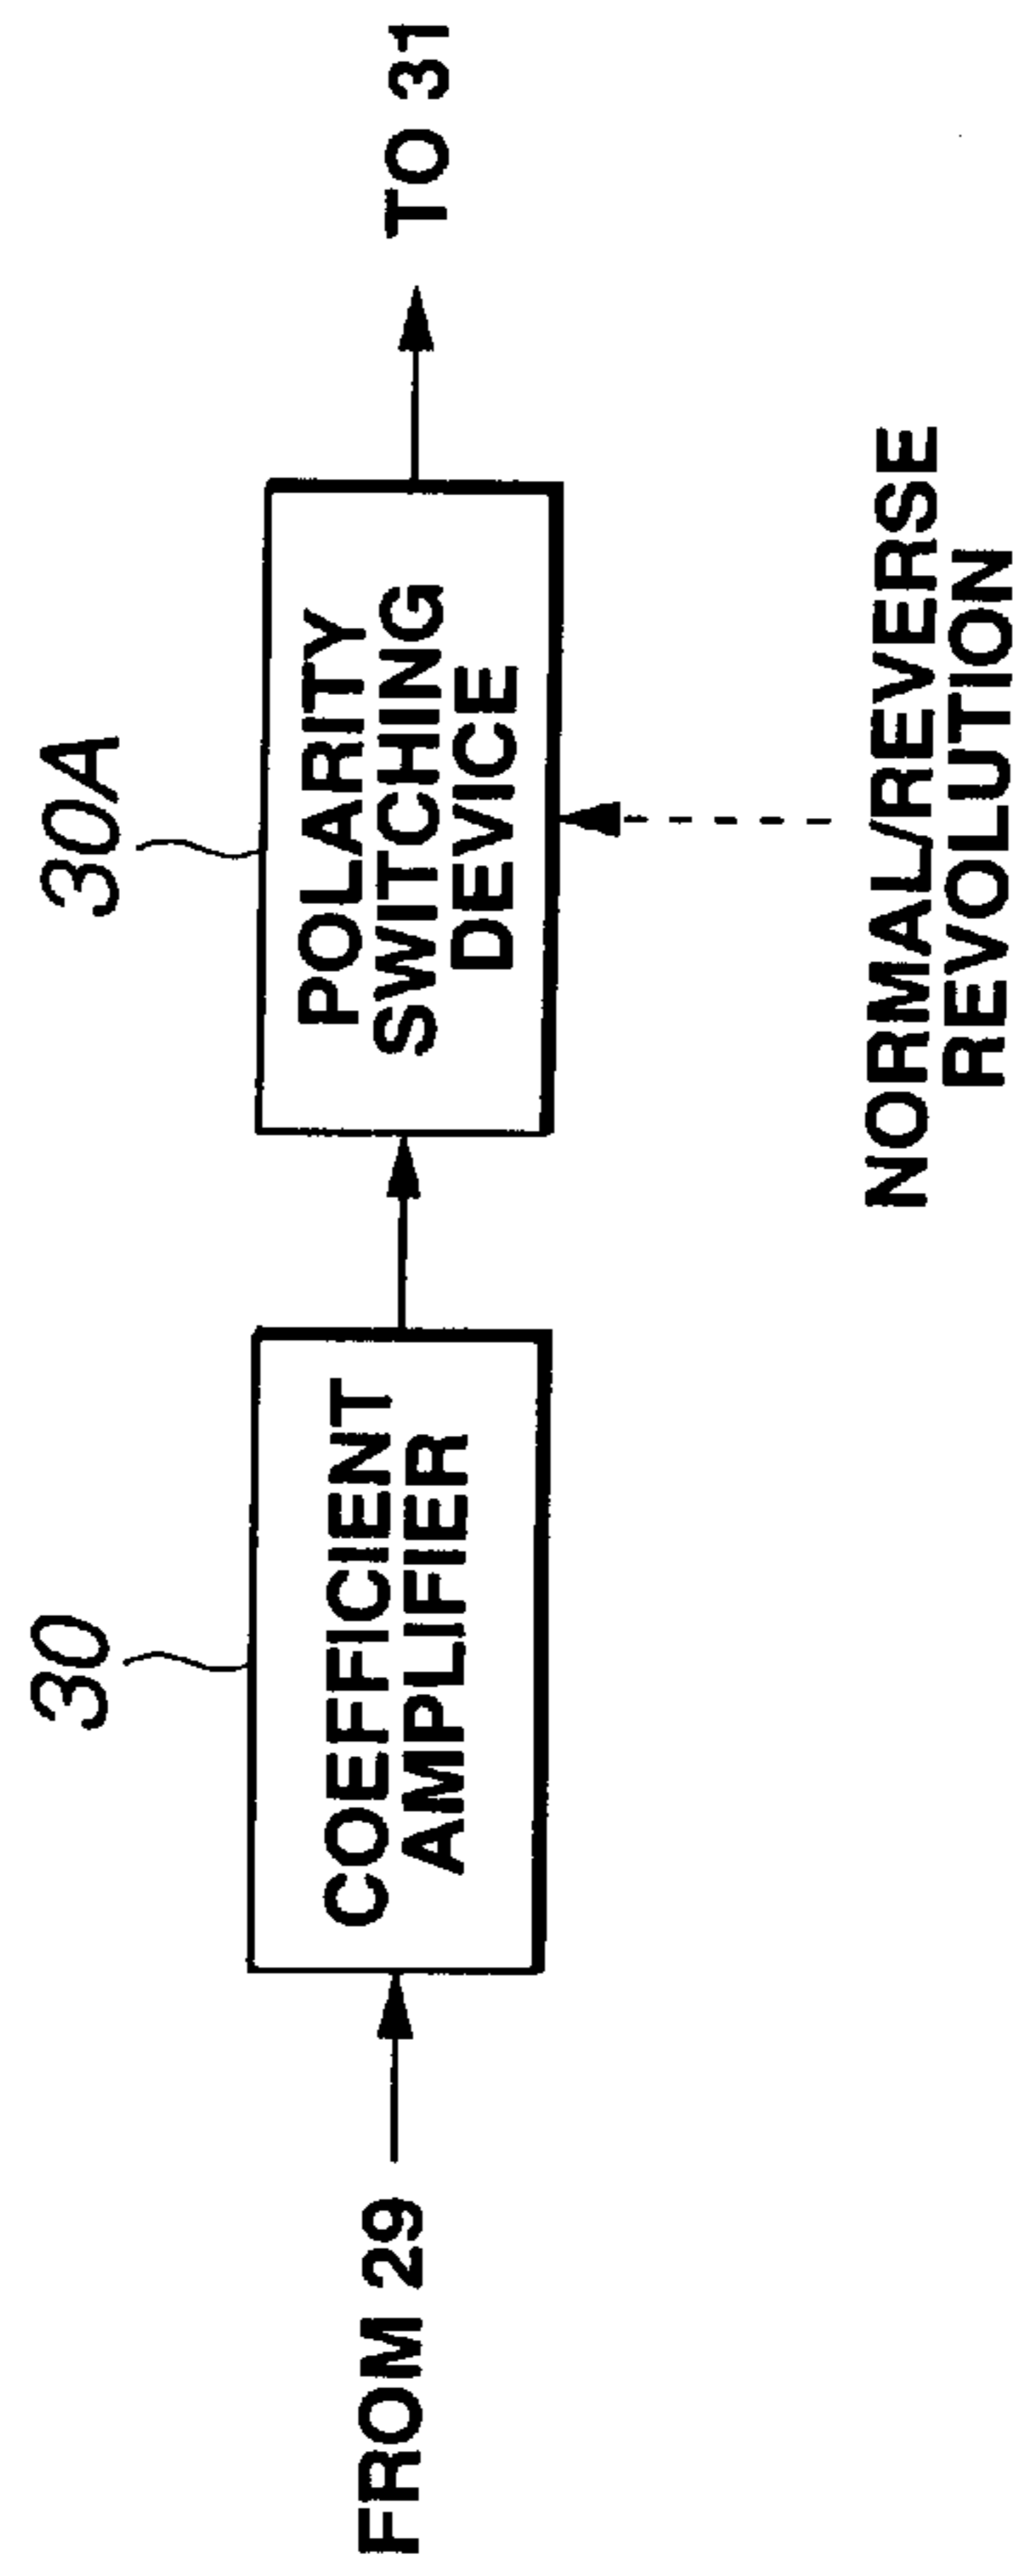 30
30A
FROM 29
COEFFICIENT
AMPLIFIER
POLARITY
SWITCHING
DEVICE
TO 31
NORMAL/REVERSE
REVOLUTION